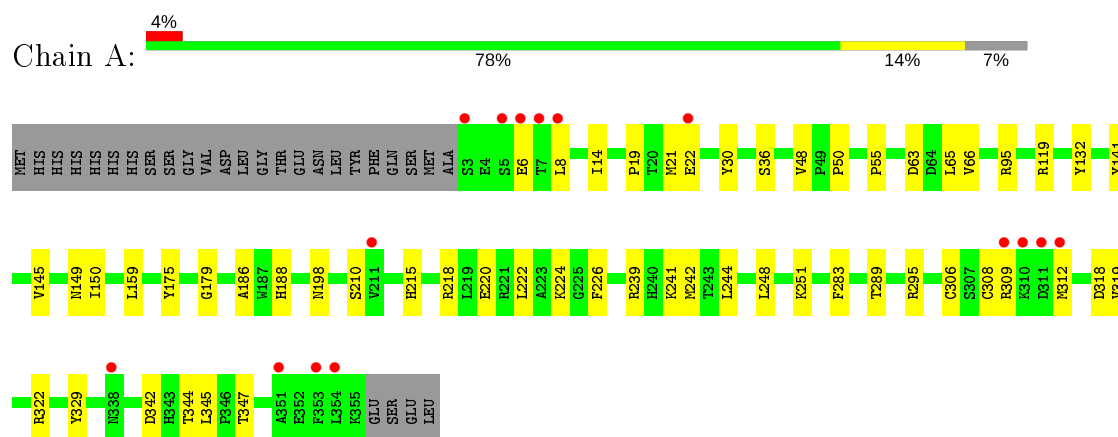 4%
Chain A:
78% 14% 7%
MET HIS HIS HIS HIS HIS HIS SER SER GLY VAL ASP LEU GLY THR GLU ASN LEU TYR PHE GLN SER MET ALA S3 E4 S5 E6 T7 L8 I14 P19 T20 M21 E22 Y30 S36 V48 P49 P50 P55 D63 D64 L65 V66 R95 R119 Y132 Y141
V145 N149 I150 L159 Y175 G179 A186 W187 H188 N198 S210 V211 H215 R218 L219 E220 R221 L222 A223 K224 G225 F226 R239 H240 K241 M242 T243 L244 L248 K251 F283 T289 R295 C306 S307 C308 R309 K310 D311 M312 D318 V319
R322 Y329 N338 D342 H343 T344 L345 P346 T347 A351 E352 F353 L354 K355 GLU SER GLU LEU